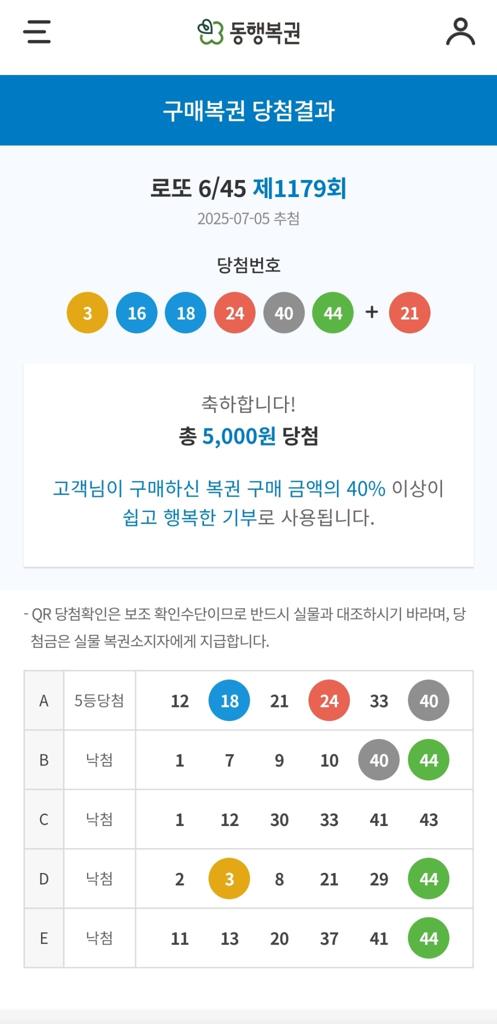 동행복권
구매복권 당첨결과
로또 6/45 제1179회
2025-07-05 추첨
당첨번호
3 16 18 24 40 44 + 21
축하합니다!
총 5,000원 당첨
고객님이 구매하신 복권 구매 금액의 40% 이상이
쉽고 행복한 기부로 사용됩니다.
- QR 당첨확인은 보조 확인수단이므로 반드시 실물과 대조하시기 바라며, 당
첨금은 실물 복권소지자에게 지급합니다.
A 5등당첨 12 18 21 24 33 40
B 낙첨 1 7 9 10 40 44
C 낙첨 1 12 30 33 41 43
D 낙첨 2 3 8 21 29 44
E 낙첨 11 13 20 37 41 44